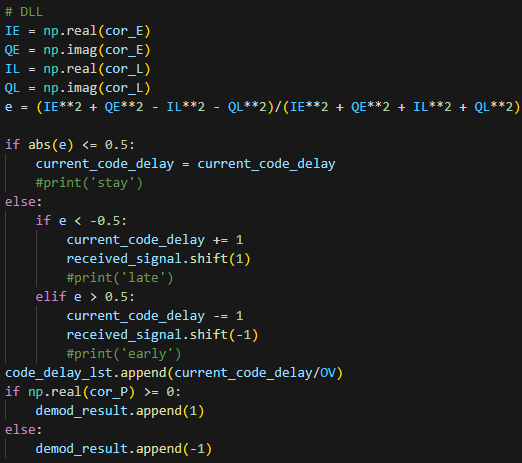 # DLL
IE = np.real(cor_E)
QE = np.imag(cor_E)
IL = np.real(cor_L)
QL = np.imag(cor_L)
e = (IE**2 + QE**2 - IL**2 - QL**2)/(IE**2 + QE**2 + IL**2 + QL**2)

if abs(e) <= 0.5:
    current_code_delay = current_code_delay
    #print('stay')
else:
    if e < -0.5:
        current_code_delay += 1
        received_signal.shift(1)
        #print('late')
    elif e > 0.5:
        current_code_delay -= 1
        received_signal.shift(-1)
        #print('early')
code_delay_lst.append(current_code_delay/OV)
if np.real(cor_P) >= 0:
    demod_result.append(1)
else:
    demod_result.append(-1)